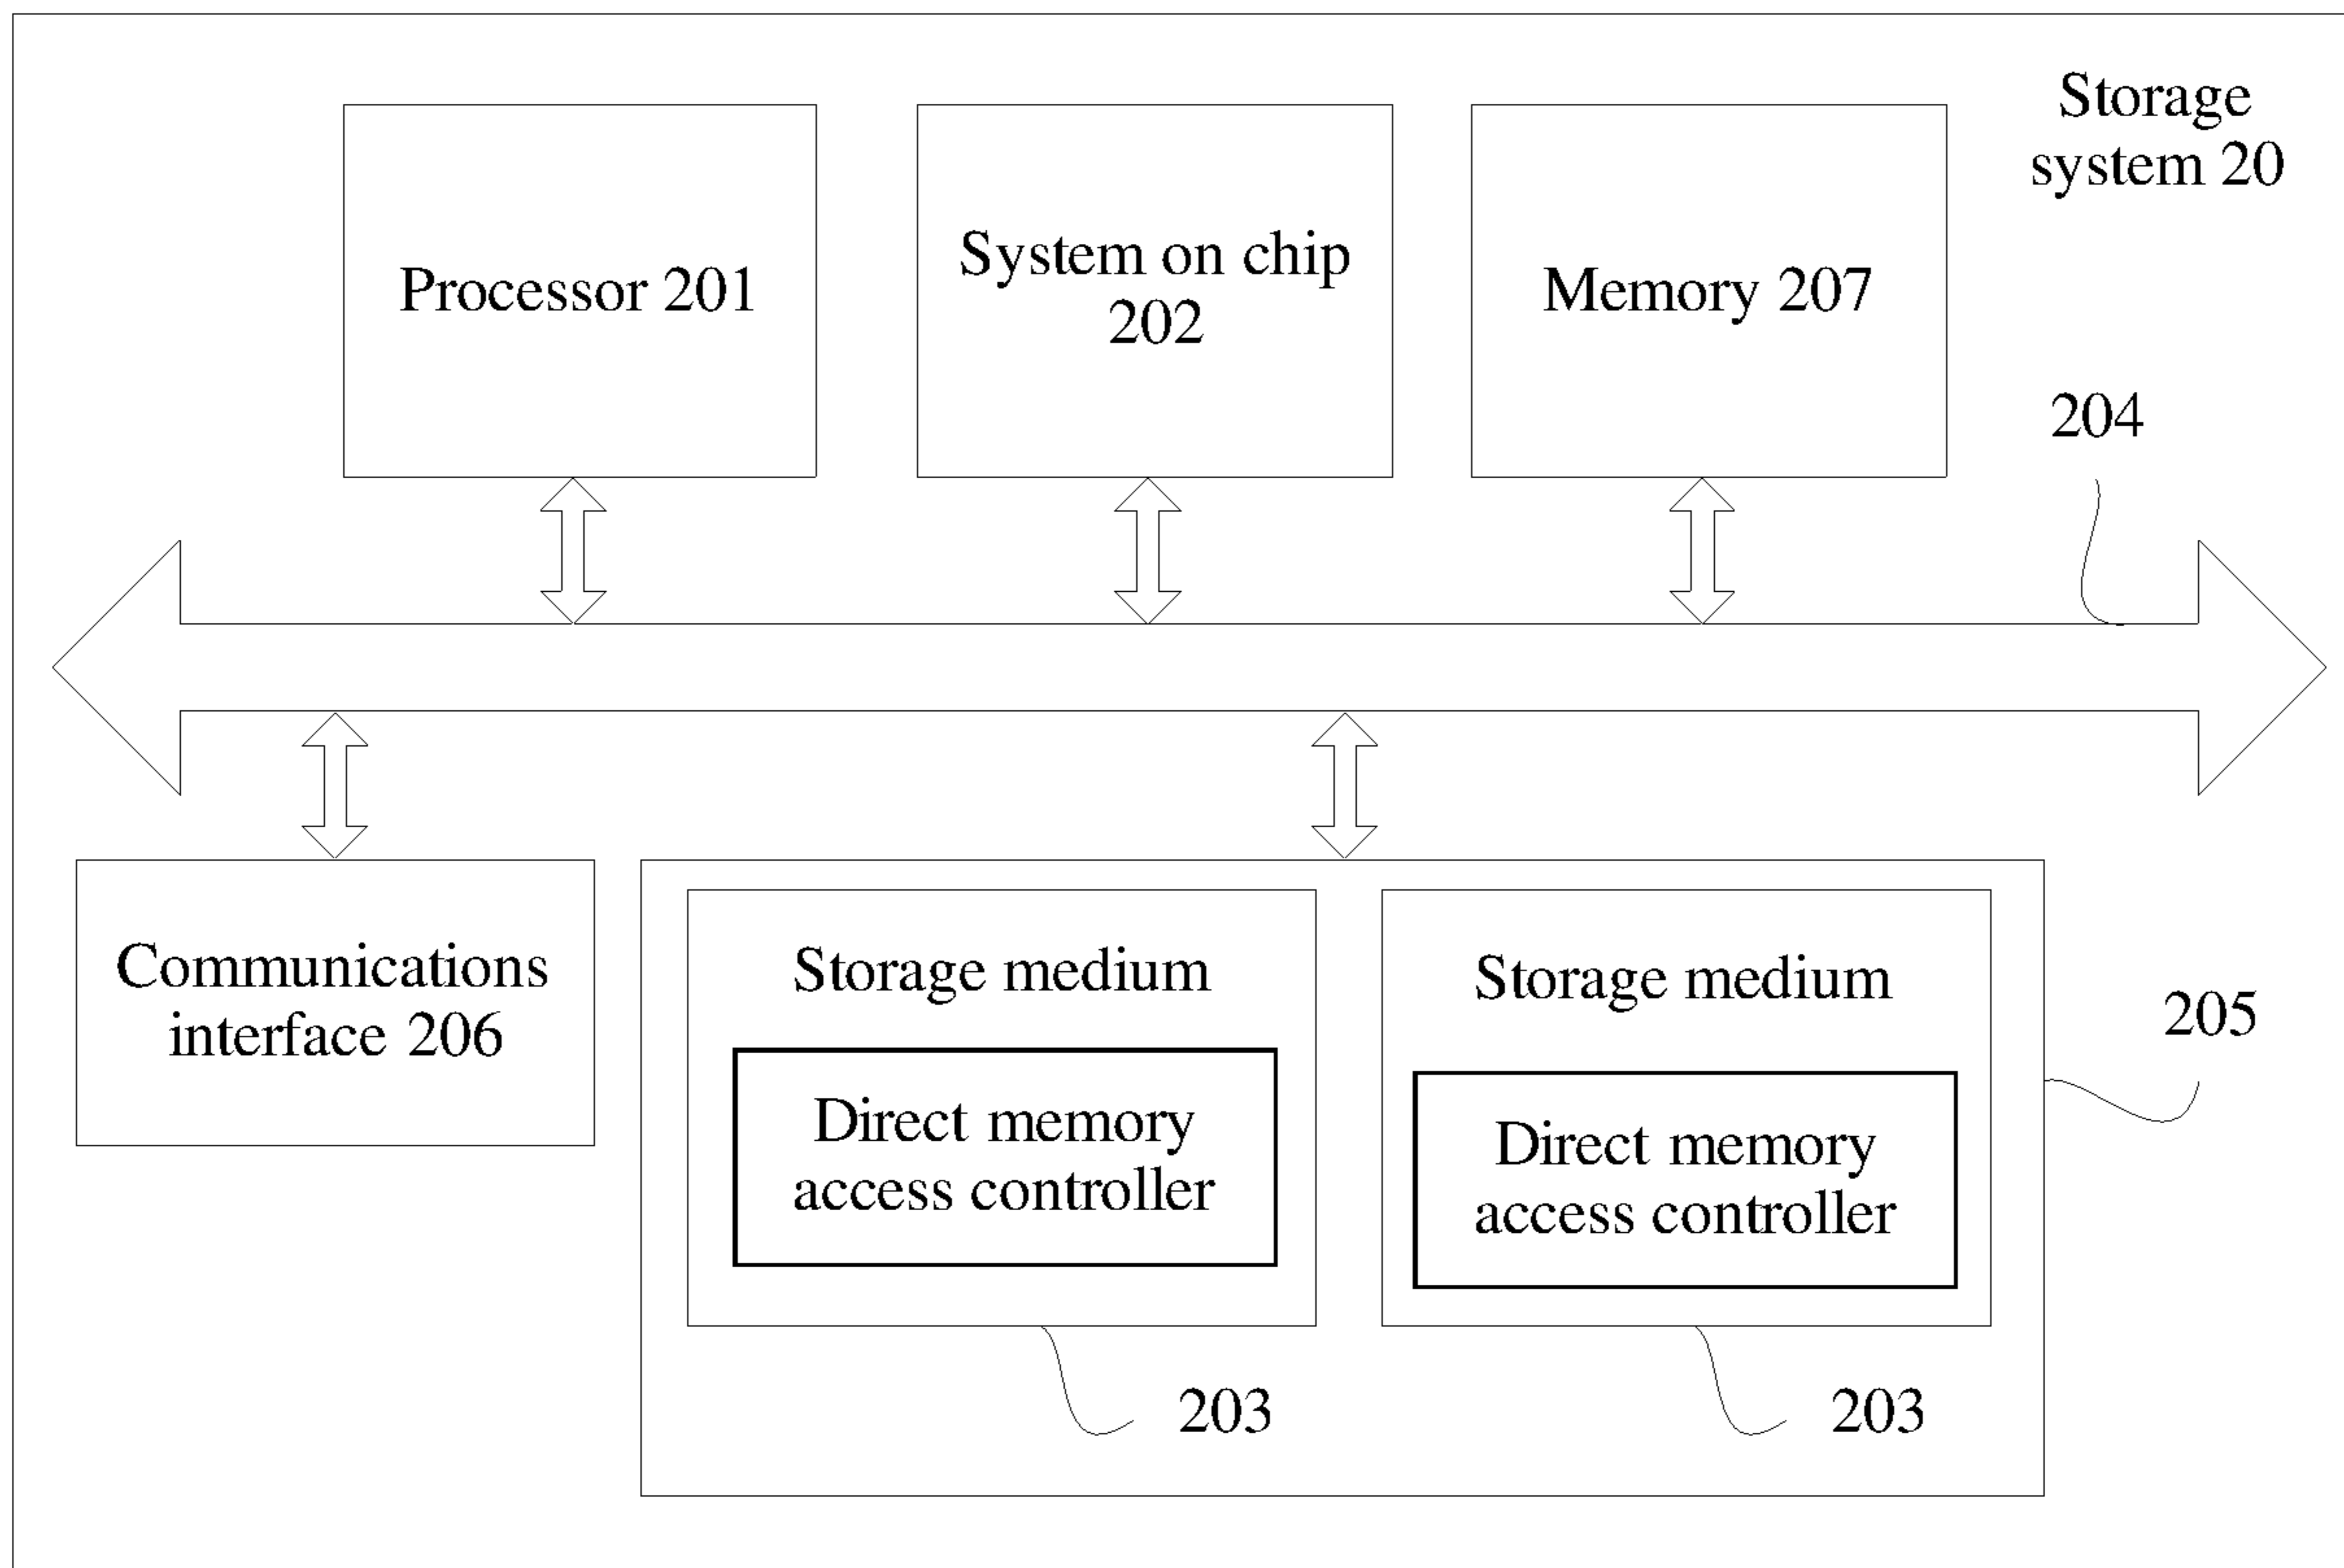 Storage
system 20
Processor 201
System on chip
202
Memory 207
204
Communications
interface 206
Storage medium
Direct memory
access controller
203
Storage medium
Direct memory
access controller
203
205